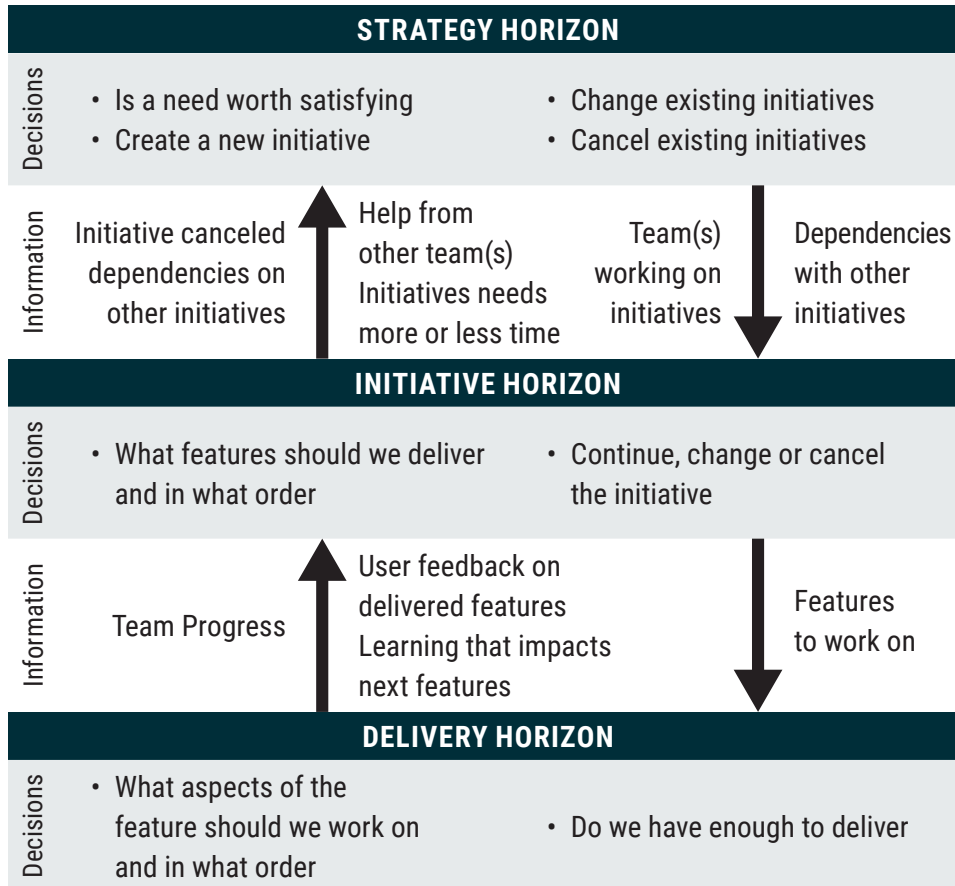 STRATEGY HORIZON
Decisions
• Is a need worth satisfying
• Create a new initiative
• Change existing initiatives
• Cancel existing initiatives
Information
Initiative canceled
dependencies on
other initiatives
Help from
other team(s)
Initiatives needs
more or less time
Team(s)
working on
initiatives
Dependencies
with other
initiatives
INITIATIVE HORIZON
Decisions
• What features should we deliver
and in what order
• Continue, change or cancel
the initiative
Information
Team Progress
User feedback on
delivered features
Learning that impacts
next features
Features
to work on
DELIVERY HORIZON
Decisions
• What aspects of the
feature should we work on
and in what order
• Do we have enough to deliver